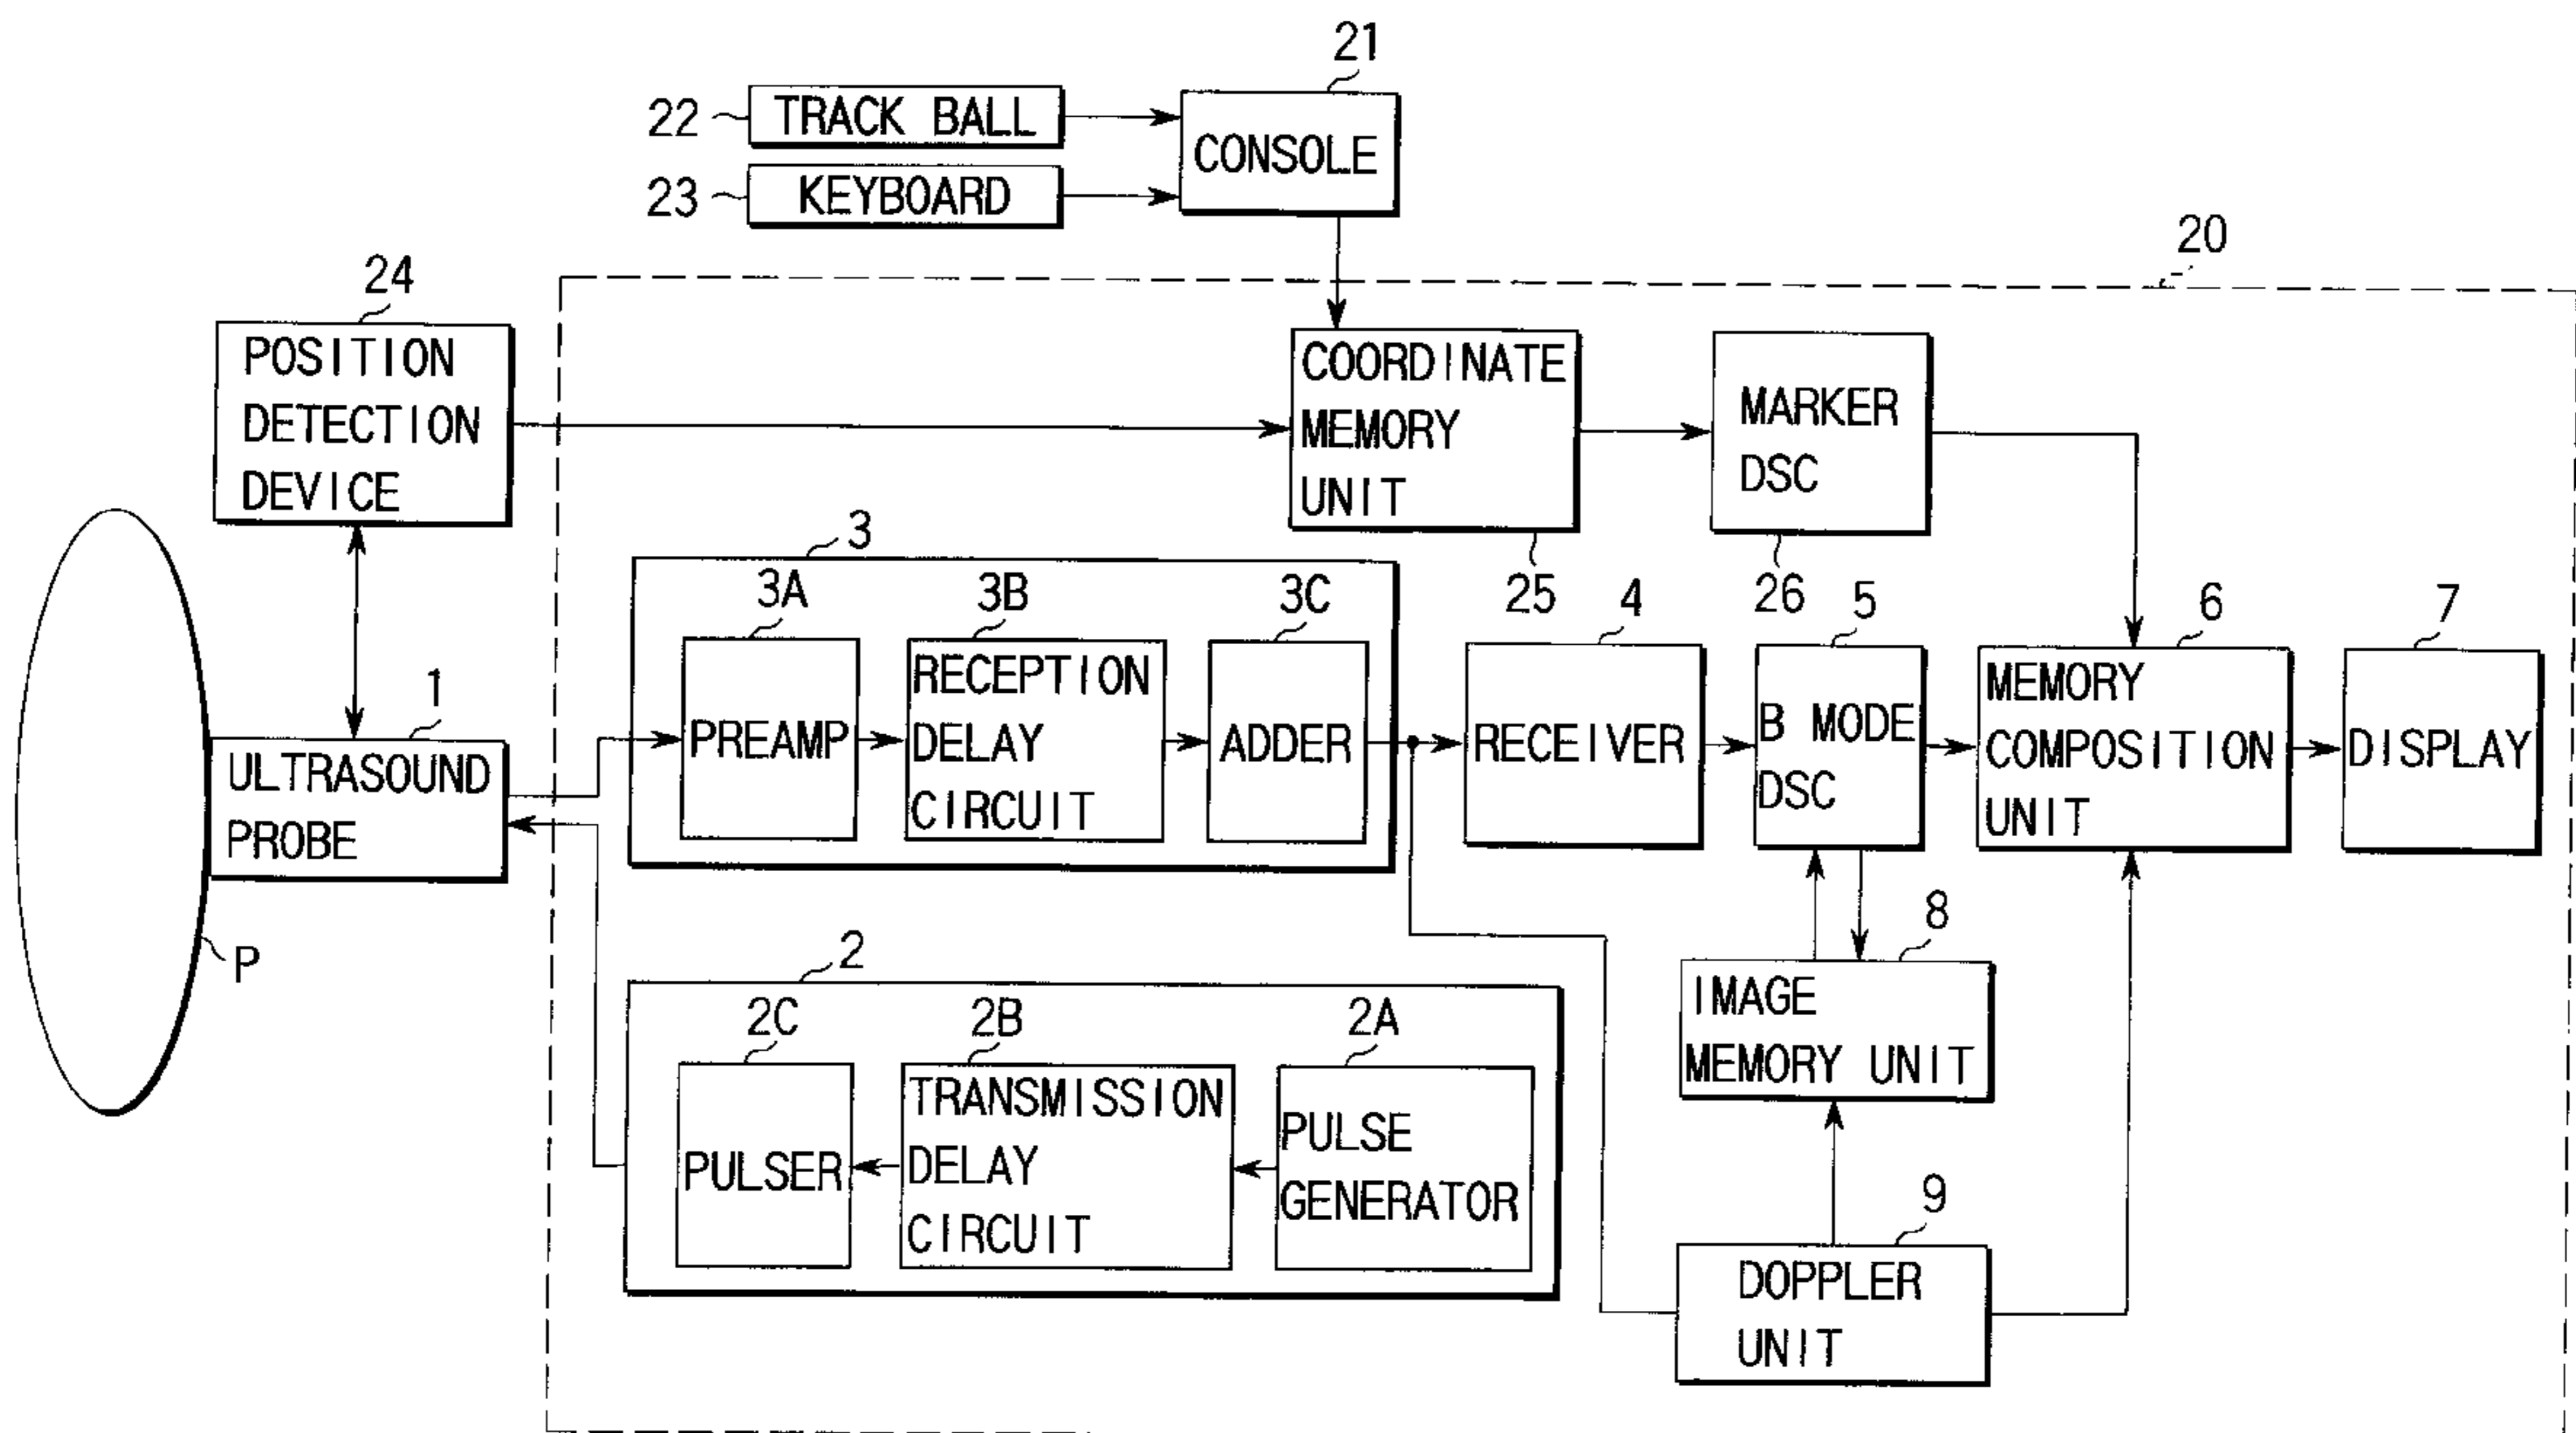 21
22 TRACK BALL
CONSOLE
23 KEYBOARD
20
24
POSITION
DETECTION
DEVICE
COORDINATE
MEMORY
UNIT
25
MARKER
DSC
26
3
3A
PREAMP
3B
RECEPTION
DELAY
CIRCUIT
3C
ADDER
4
RECEIVER
5
B MODE
DSC
6
MEMORY
COMPOSITION
UNIT
7
DISPLAY
1
ULTRASOUND
PROBE
P
2
2C
PULSER
2B
TRANSMISSION
DELAY
CIRCUIT
2A
PULSE
GENERATOR
8
IMAGE
MEMORY UNIT
9
DOPPLER
UNIT